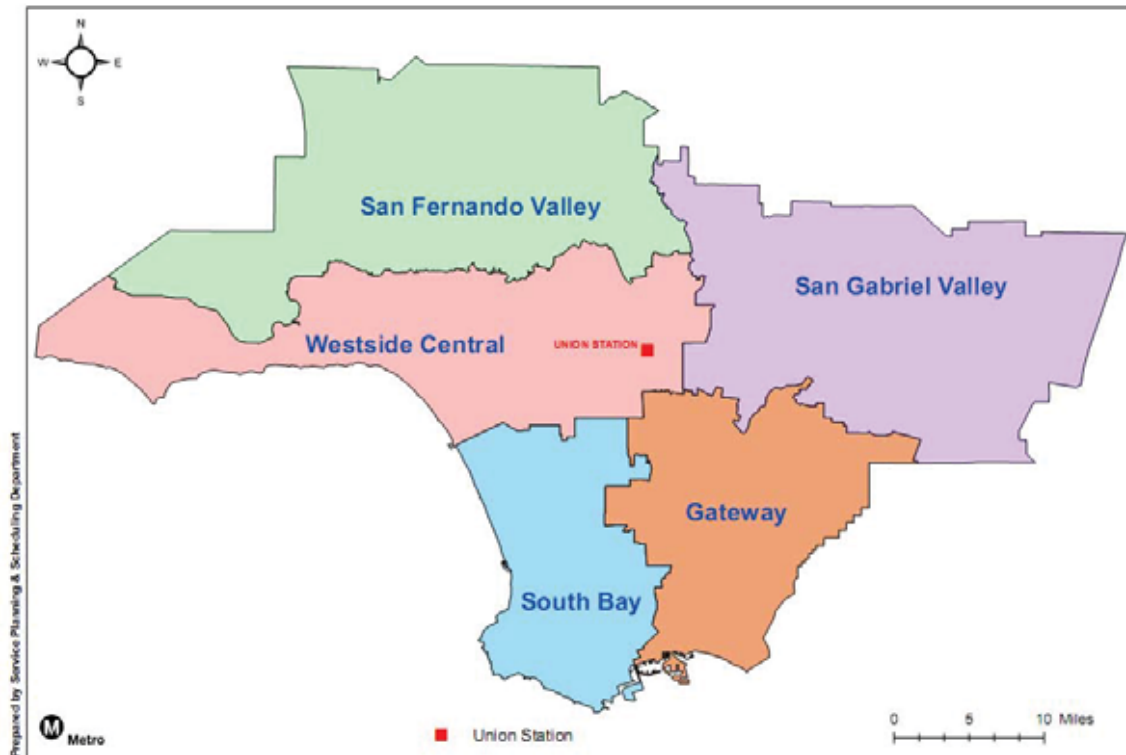 N
W E
S
San Fernando Valley
San Gabriel Valley
Westside Central
UNION STATION
Gateway
South Bay
Prepared by Service Planning & Scheduling Department
M Metro
Union Station
0 5 10 Miles